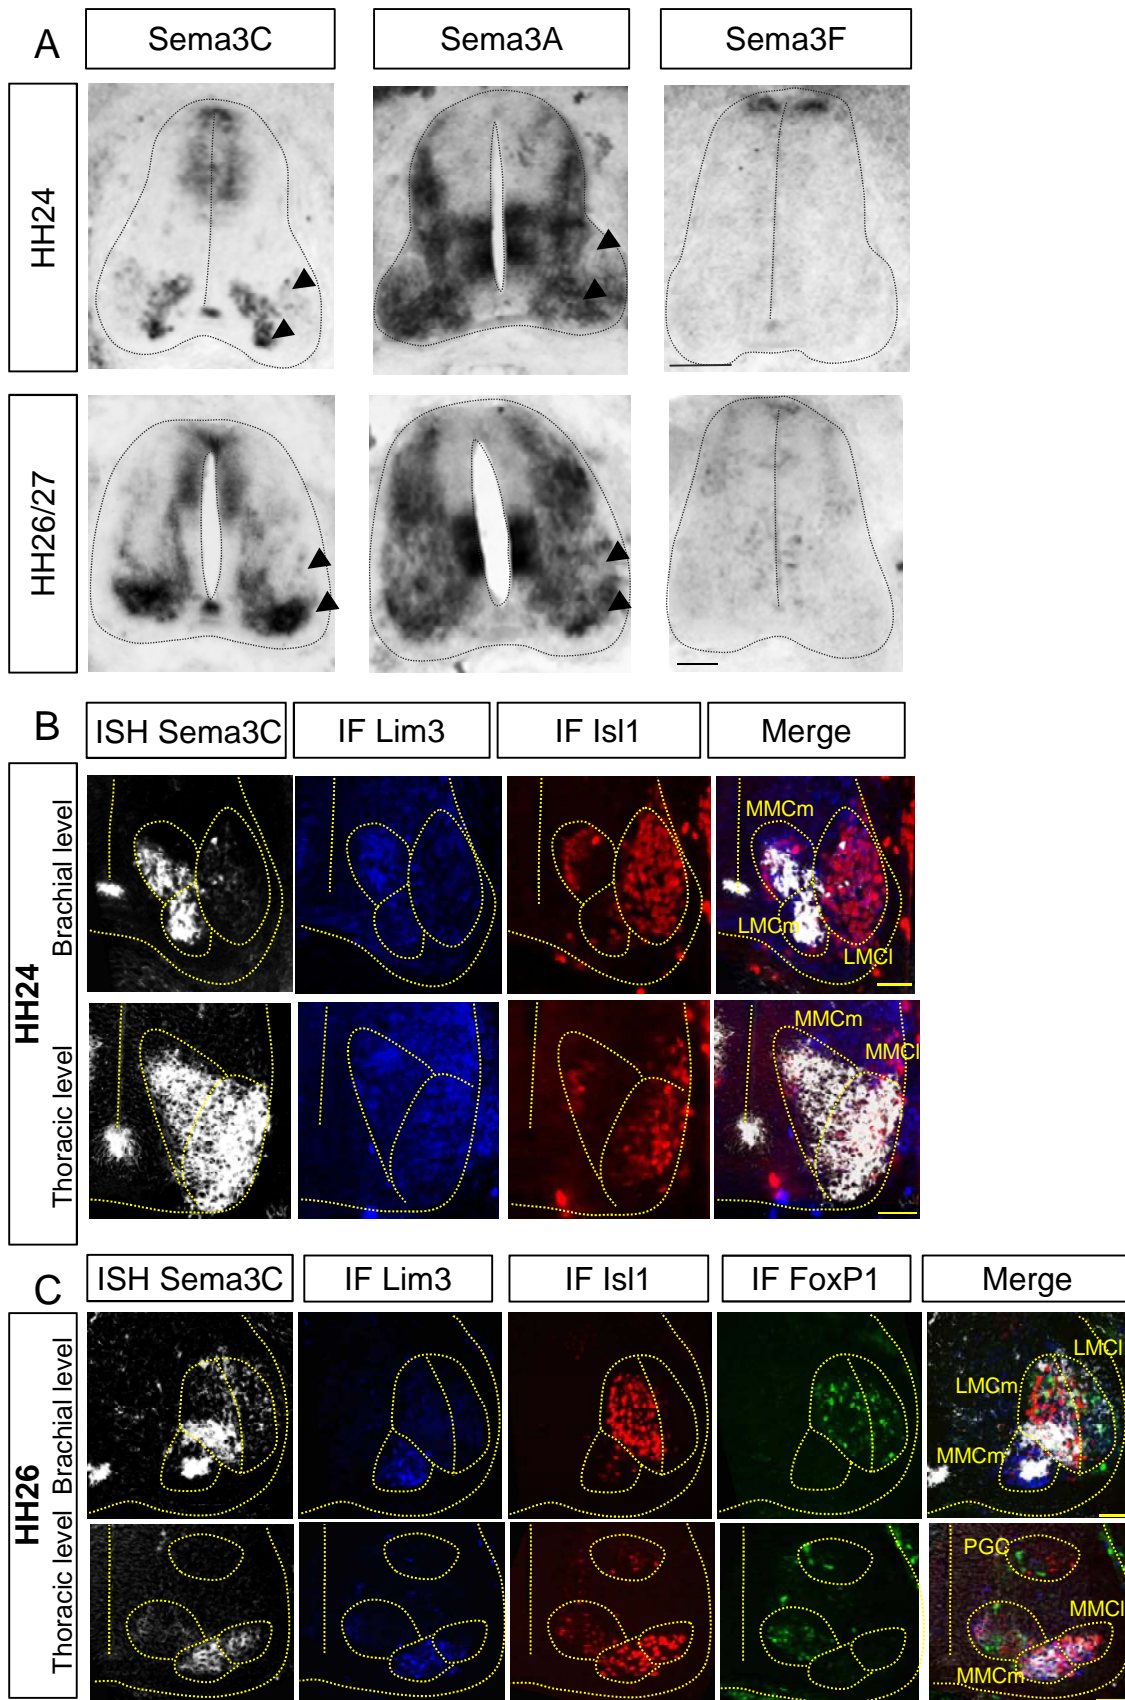 A
Sema3C
Sema3A
Sema3F
HH24
HH26/27
B
ISH Sema3C
IF Lim3
IF Isl1
Merge
HH24
Brachial level
MMCm
LMCm
LMCl
Thoracic level
MMCm
MMCl
C
ISH Sema3C
IF Lim3
IF Isl1
IF FoxP1
Merge
HH26
Brachial level
LMCl
LMCm
MMCm
Thoracic level
PGC
MMCl
MMCm